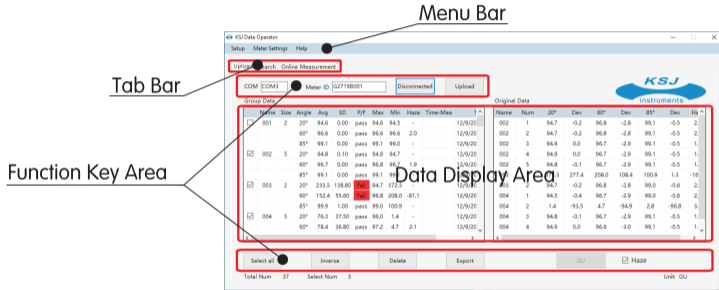 Menu Bar
KSJ Data Operator
Setup Meter Settings Help
Upload Search Online Measurement
Tab Bar
COM COM3 Meter ID G271BB001 Disconnected Upload
KSJ
Instruments
Group Data Original Data
Name Size Angle Avg SD P/F Max Min Haze Time-Mea Name Num 20° Dev 60° Dev 85° Dev Ha
001 2 20° 94.6 0.00 pass 94.6 94.5 - 12/9/20 002 1 94.7 -0.2 96.8 -2.8 99.1 -0.5 2.
60° 96.6 0.00 pass 96.6 96.6 2.0 12/9/20 002 2 94.7 -0.2 96.8 -2.8 99.1 -0.5 2.
85° 99.1 0.00 pass 99.1 99.0 - 12/9/20 002 3 94.9 0.0 96.7 -2.9 99.1 -0.5 1.
002 5 20° 94.8 0.10 pass 94.9 94.7 - 12/9/20 002 4 94.9 0.0 96.7 -2.9 99.1 -0.5 1.
60° 96.7 0.00 pass 96.8 96.7 1.9 12/9/20 002 5 94.8 -0.1 96.7 -2.9 99.1 -0.5 1.
Function Key Area
Data Display Area
85° 99.1 0.00 pass 99.1 277.4 208.0 108.4 100.9 1.3 -16
003 2 20° 233.5 138.80 Fail 94.7 372.3 - 12/9/20 2 94.7 -0.2 96.8 -2.8 99.0 -0.6 2.
60° 152.4 55.60 Fail 96.8 208.0 -81.1 12/9/20 004 1 94.5 -0.4 96.7 -2.9 99.0 -0.6 2.
85° 99.9 1.00 pass 99.0 100.9 - 12/9/20 004 2 1.4 -93.5 4.7 -94.9 2.8 -96.8 3.
004 5 20° 76.3 37.50 pass 96.0 1.4 - 12/9/20 004 3 94.8 -0.1 96.7 -2.9 99.1 -0.5 1.
60° 78.4 36.80 pass 97.2 4.7 2.1 12/9/20 004 4 94.9 0.0 96.6 -3.0 99.1 -0.5 1.
Select all Inverse Delete Export GU Haze
Total Num 37 Select Num 3 Unit: GU